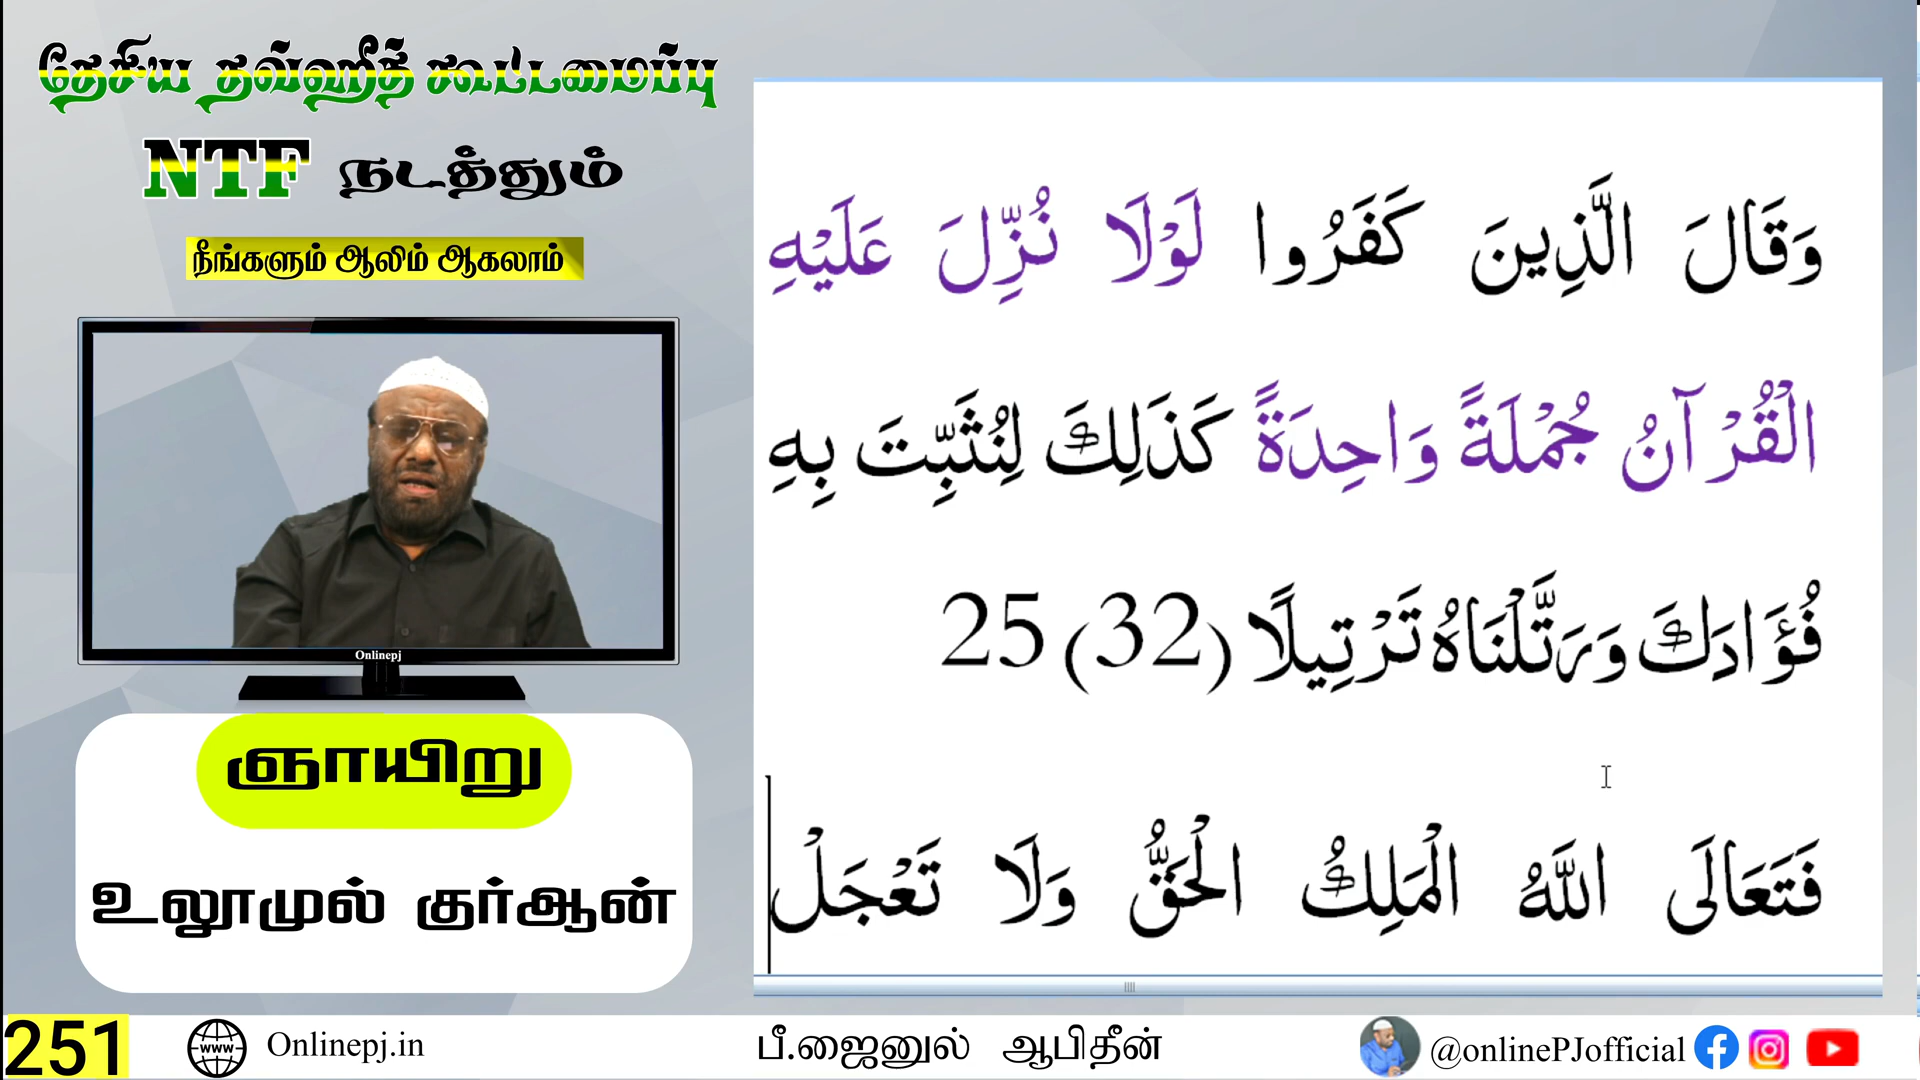 தேசிய தவ்ஹீத் கூட்டமைப்பு
NTF நடத்தும்
நீங்களும் ஆலிம் ஆகலாம்
Onlinepj
ஞாயிறு
உலூமுல் குர்ஆன்
وَقَالَ الَّذِينَ كَفَرُوا لَوْلَا نُزِّلَ عَلَيْهِ
الْقُرْآنُ جُمْلَةً وَاحِدَةً كَذَلِكَ لِنُثَبِّتَ بِهِ
فُؤَادَكَ وَرَتَّلْنَاهُ تَرْتِيلًا (32) 25
فَتَعَالَى اللَّهُ الْمَلِكُ الْحَقُّ وَلَا تَعْجَلْ
251
www
Onlinepj.in
பீ.ஜைனுல் ஆபிதீன்
@onlinePJofficial